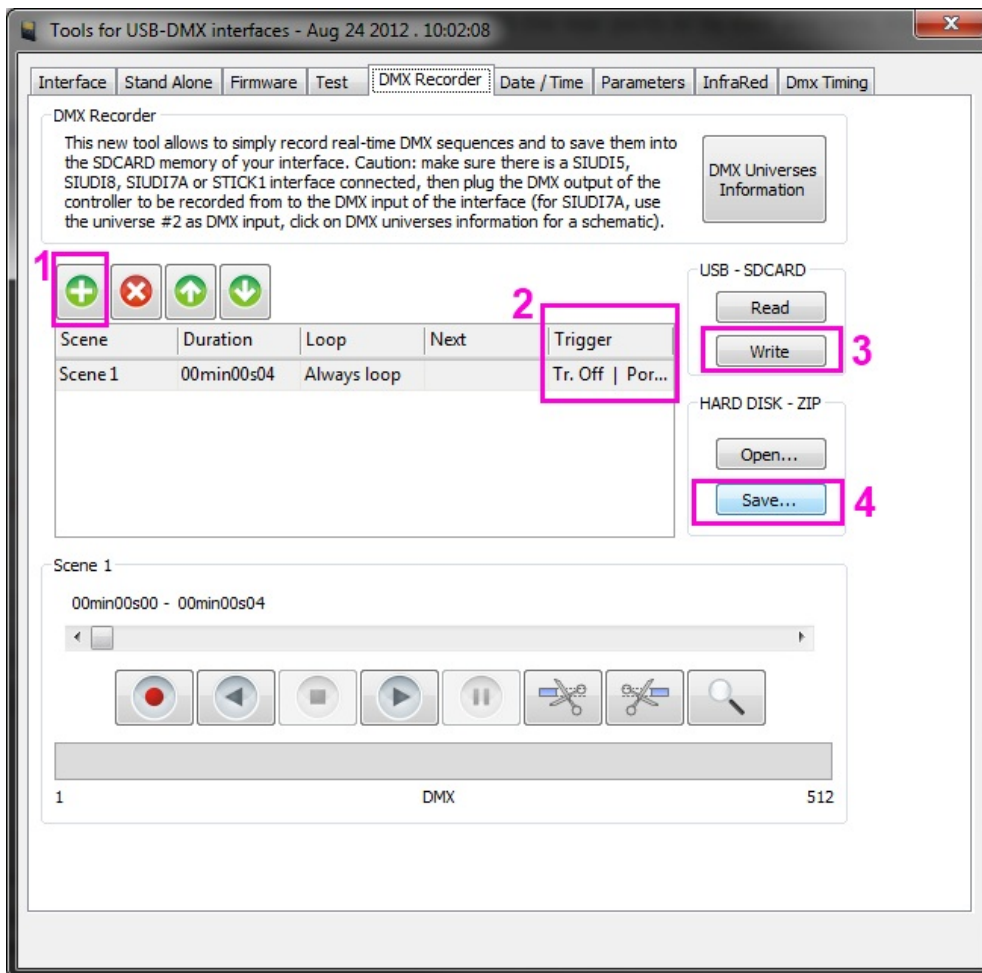 Tools for USB-DMX interfaces - Aug 24 2012 . 10:02:08
x
Interface Stand Alone Firmware Test DMX Recorder Date / Time Parameters InfraRed Dmx Timing
DMX Recorder
This new tool allows to simply record real-time DMX sequences and to save them into
the SDCARD memory of your interface. Caution: make sure there is a SIUDI5,
SIUDI8, SIUDI7A or STICK1 interface connected, then plug the DMX output of the
controller to be recorded from to the DMX input of the interface (for SIUDI7A, use
the universe #2 as DMX input, click on DMX universes information for a schematic).
DMX Universes
Information
1
2
Scene Duration Loop Next Trigger
Scene 1 00min00s04 Always loop Tr. Off | Por...
USB - SDCARD
Read
Write 3
HARD DISK - ZIP
Open...
Save... 4
Scene 1
00min00s00 - 00min00s04
1 DMX 512